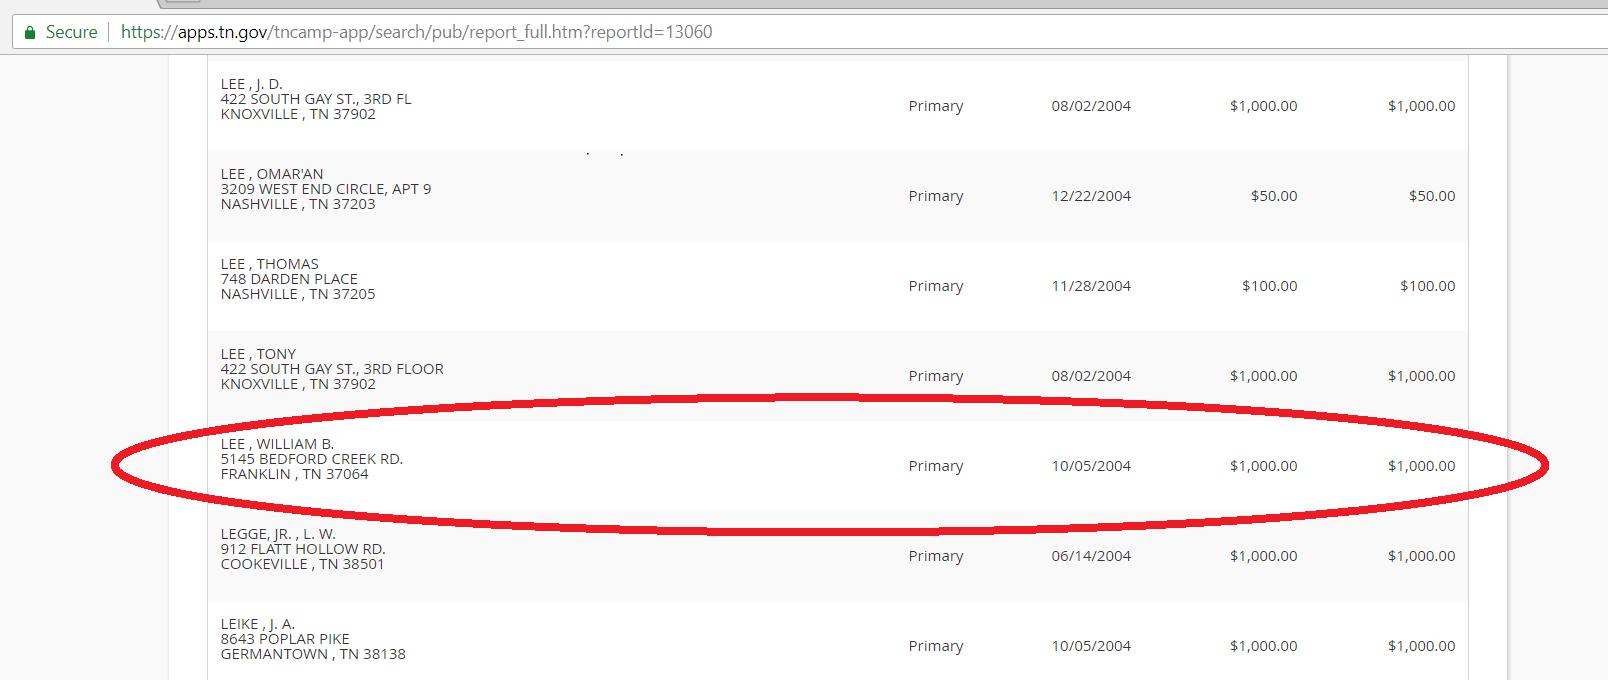 Secure https://apps.tn.gov/tncamp-app/search/pub/report_full.htm?reportId=13060
LEE , J. D.
422 SOUTH GAY ST., 3RD FL
KNOXVILLE , TN 37902
Primary 08/02/2004 $1,000.00 $1,000.00
LEE , OMAR'AN
3209 WEST END CIRCLE, APT 9
NASHVILLE , TN 37203
Primary 12/22/2004 $50.00 $50.00
LEE , THOMAS
748 DARDEN PLACE
NASHVILLE , TN 37205
Primary 11/28/2004 $100.00 $100.00
LEE , TONY
422 SOUTH GAY ST., 3RD FLOOR
KNOXVILLE , TN 37902
Primary 08/02/2004 $1,000.00 $1,000.00
LEE , WILLIAM B.
5145 BEDFORD CREEK RD.
FRANKLIN , TN 37064
Primary 10/05/2004 $1,000.00 $1,000.00
LEGGE, JR. , L. W.
912 FLATT HOLLOW RD.
COOKEVILLE , TN 38501
Primary 06/14/2004 $1,000.00 $1,000.00
LEIKE , J. A.
8643 POPLAR PIKE
GERMANTOWN , TN 38138
Primary 10/05/2004 $1,000.00 $1,000.00